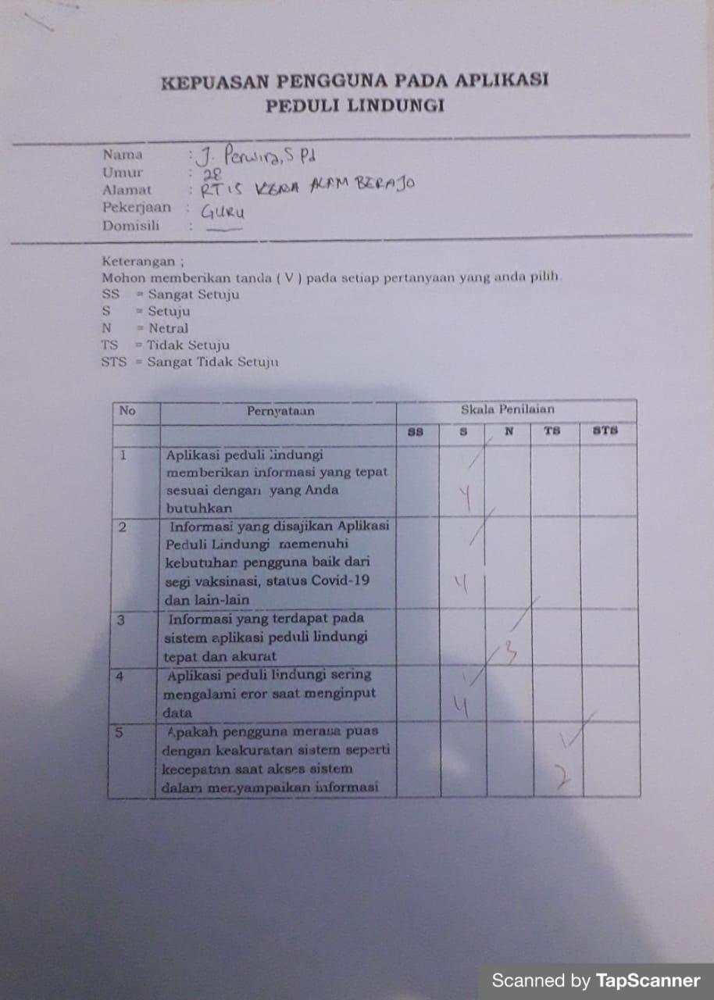 KEPUASAN PENGGUNA PADA APLIKASI
PEDULI LINDUNGI
Nama : J. Perwira, S Pd
Umur : 28
Alamat : RT 15 ALAM BERAJO
Pekerjaan : GURU
Domisili : —
Keterangan ;
Mohon memberikan tanda ( V ) pada setiap pertanyaan yang anda pilih.
SS = Sangat Setuju
S = Setuju
N = Netral
TS = Tidak Setuju
STS = Sangat Tidak Setuju
No Pernyataan Skala Penilaian
SS S N TS STS
1 Aplikasi peduli lindungi
memberikan informasi yang tepat
sesuai dengan yang Anda 4
butuhkan
2 Informasi yang disajikan Aplikasi
Peduli Lindungi memenuhi
kebutuhan pengguna baik dari
segi vaksinasi, status Covid-19 4
dan lain-lain
3 Informasi yang terdapat pada
sistem aplikasi peduli lindungi
tepat dan akurat 3
4 Aplikasi peduli lindungi sering
mengalami eror saat menginput
data 4
5 Apakah pengguna merasa puas
dengan keakuratan sistem seperti
kecepatan saat akses sistem 2
dalam menyampaikan informasi
Scanned by TapScanner